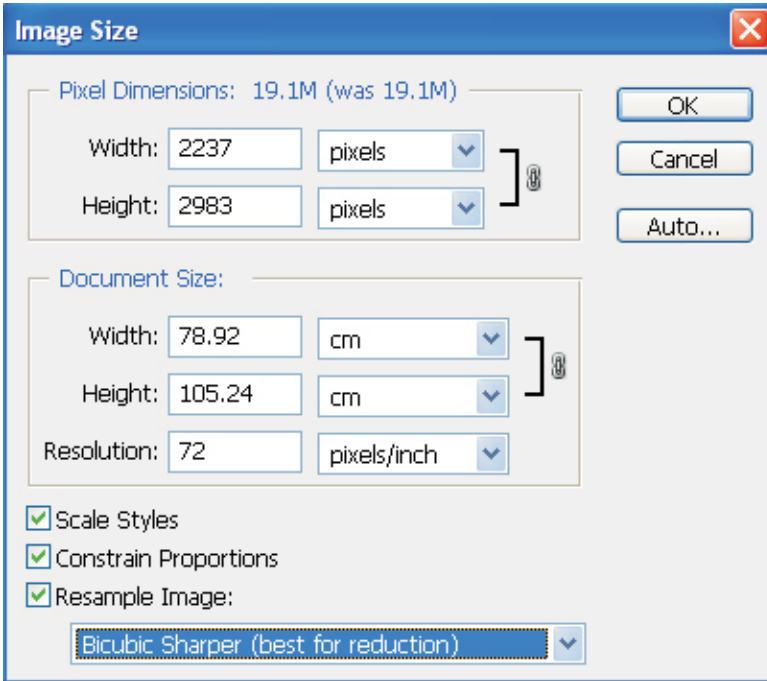 Image Size
Pixel Dimensions: 19.1M (was 19.1M)
OK
Width: 2237 pixels
Cancel
Height: 2983 pixels
Auto...
Document Size:
Width: 78.92 cm
Height: 105.24 cm
Resolution: 72 pixels/inch
Scale Styles
Constrain Proportions
Resample Image:
Bicubic Sharper (best for reduction)